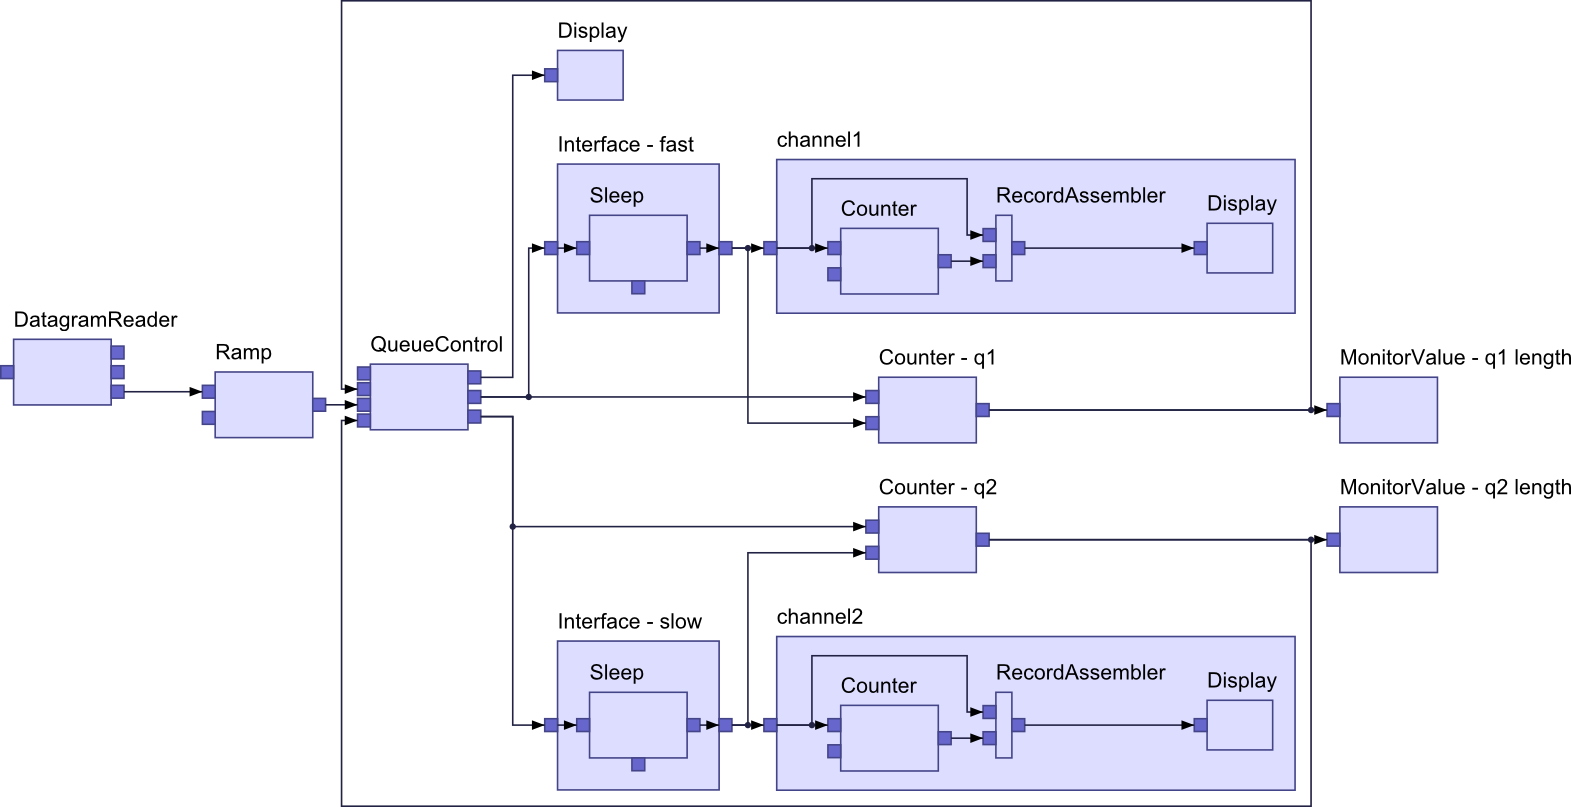 Display
Interface - fast
channel1
Sleep
Counter
RecordAssembler
Display
DatagramReader
Ramp
QueueControl
Counter - q1
MonitorValue - q1 length
Counter - q2
MonitorValue - q2 length
Interface - slow
channel2
Sleep
Counter
RecordAssembler
Display